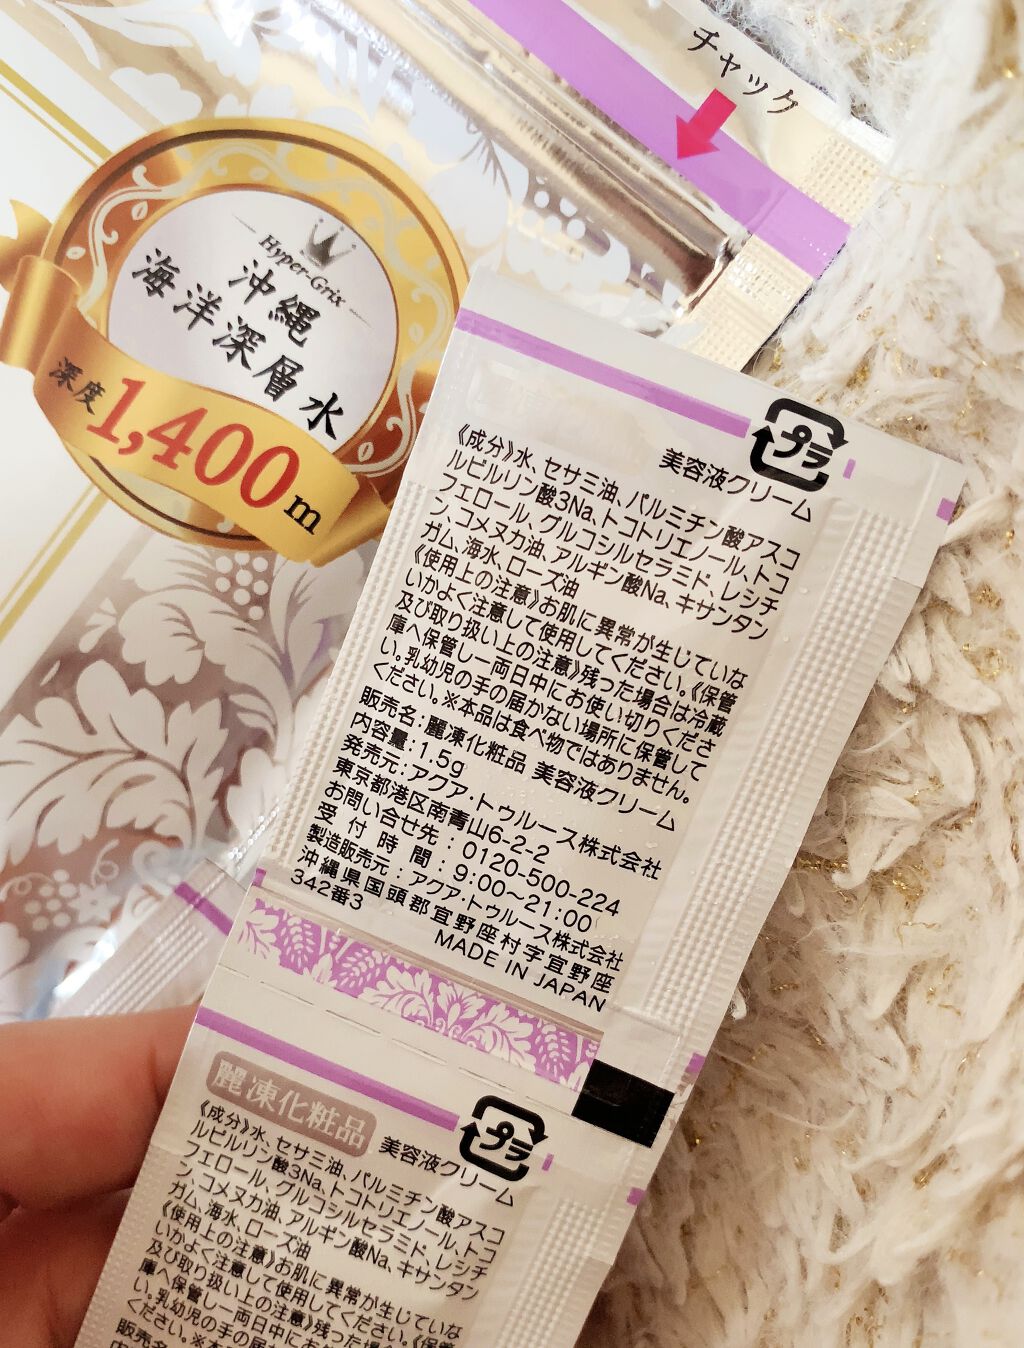 チャック
Hyper-Grix
沖縄
海洋深層水
深度1,400m
プラ
美容液クリーム
《成分》水、セサミ油、パルミチン酸アスコ
ルビルリン酸3Na、トコトリエノール、トコ
フェロール、グルコシルセラミド、レシチ
ン、コメヌカ油、アルギン酸Na、キサンタン
ガム、海水、ローズ油
《使用上の注意》お肌に異常が生じていな
いかよく注意して使用してください。《保管
及び取り扱い上の注意》残った場合は冷蔵
庫へ保管し一両日中にお使い切りくださ
い。乳幼児の手の届かない場所に保管して
ください。※本品は食べ物ではありません。
販売名:麗凍化粧品 美容液クリーム
内容量:1.5g
発売元:アクア・トゥルース株式会社
東京都港区南青山6-2-2
お問い合せ先:0120-500-224
受付時間:9:00〜21:00
製造販売元:アクア・トゥルース株式会社
沖縄県国頭郡宜野座村字宜野座
342番3
MADE IN JAPAN
プラ
麗凍化粧品 美容液クリーム
《成分》水、セサミ油、パルミチン酸アスコ
ルビルリン酸3Na、トコトリエノール、トコ
フェロール、グルコシルセラミド、レシチ
ン、コメヌカ油、アルギン酸Na、キサンタン
ガム、海水、ローズ油
《使用上の注意》お肌に異常が生じていな
いかよく注意して使用してください。《保管
及び取り扱い上の注意》残った場合は冷蔵
庫へ保管し一両日中にお
い。乳幼児の手の届かない
ください。※本
販売名